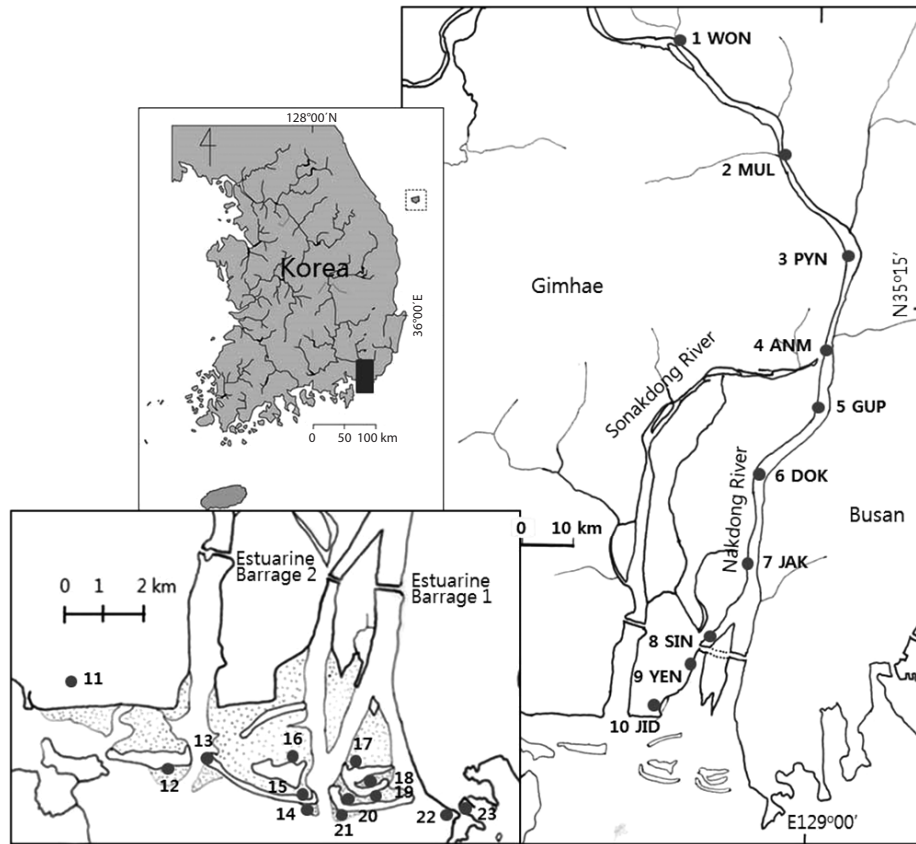 1 WON
2 MUL
3 PYN
N35°15′
Gimhae
4 ANM
Sonakdong River
5 GUP
6 DOK
Nakdong River
Busan
0 10 km
7 JAK
8 SIN
9 YEN
10 JID
E129°00′
128°00′N
4
Korea
36°00′E
0 50 100 km
Estuarine
Barrage 2
Estuarine
Barrage 1
0 1 2 km
11
12
13
16
17
15
14
18
19
20
21
22
23